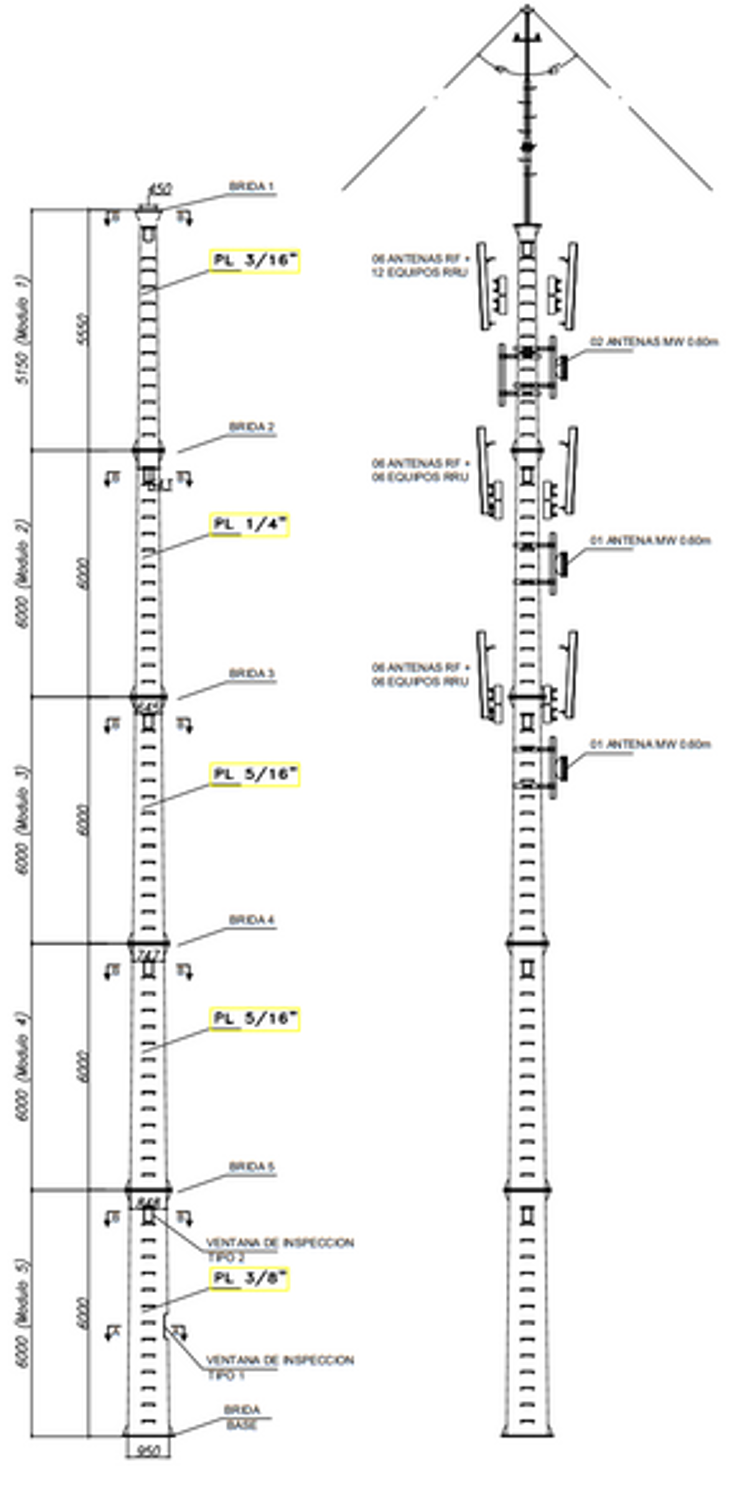 450
BRIDA 1
B B
PL 3/16"
5150 (Modulo 1)
5550
BRIDA 2
B B
543
PL 1/4"
6000 (Modulo 2)
6000
BRIDA 3
645
B B
PL 5/16"
6000 (Modulo 3)
6000
BRIDA 4
747
B B
PL 5/16"
6000 (Modulo 4)
6000
BRIDA 5
848
B B
VENTANA DE INSPECCION
TIPO 2
PL 3/8"
6000 (Modulo 5)
6000
VENTANA DE INSPECCION
TIPO 1
BRIDA
BASE
950
06 ANTENAS RF +
12 EQUIPOS RRU
02 ANTENAS MW 0.60m
06 ANTENAS RF +
06 EQUIPOS RRU
01 ANTENA MW 0.60m
06 ANTENAS RF +
06 EQUIPOS RRU
01 ANTENA MW 0.60m